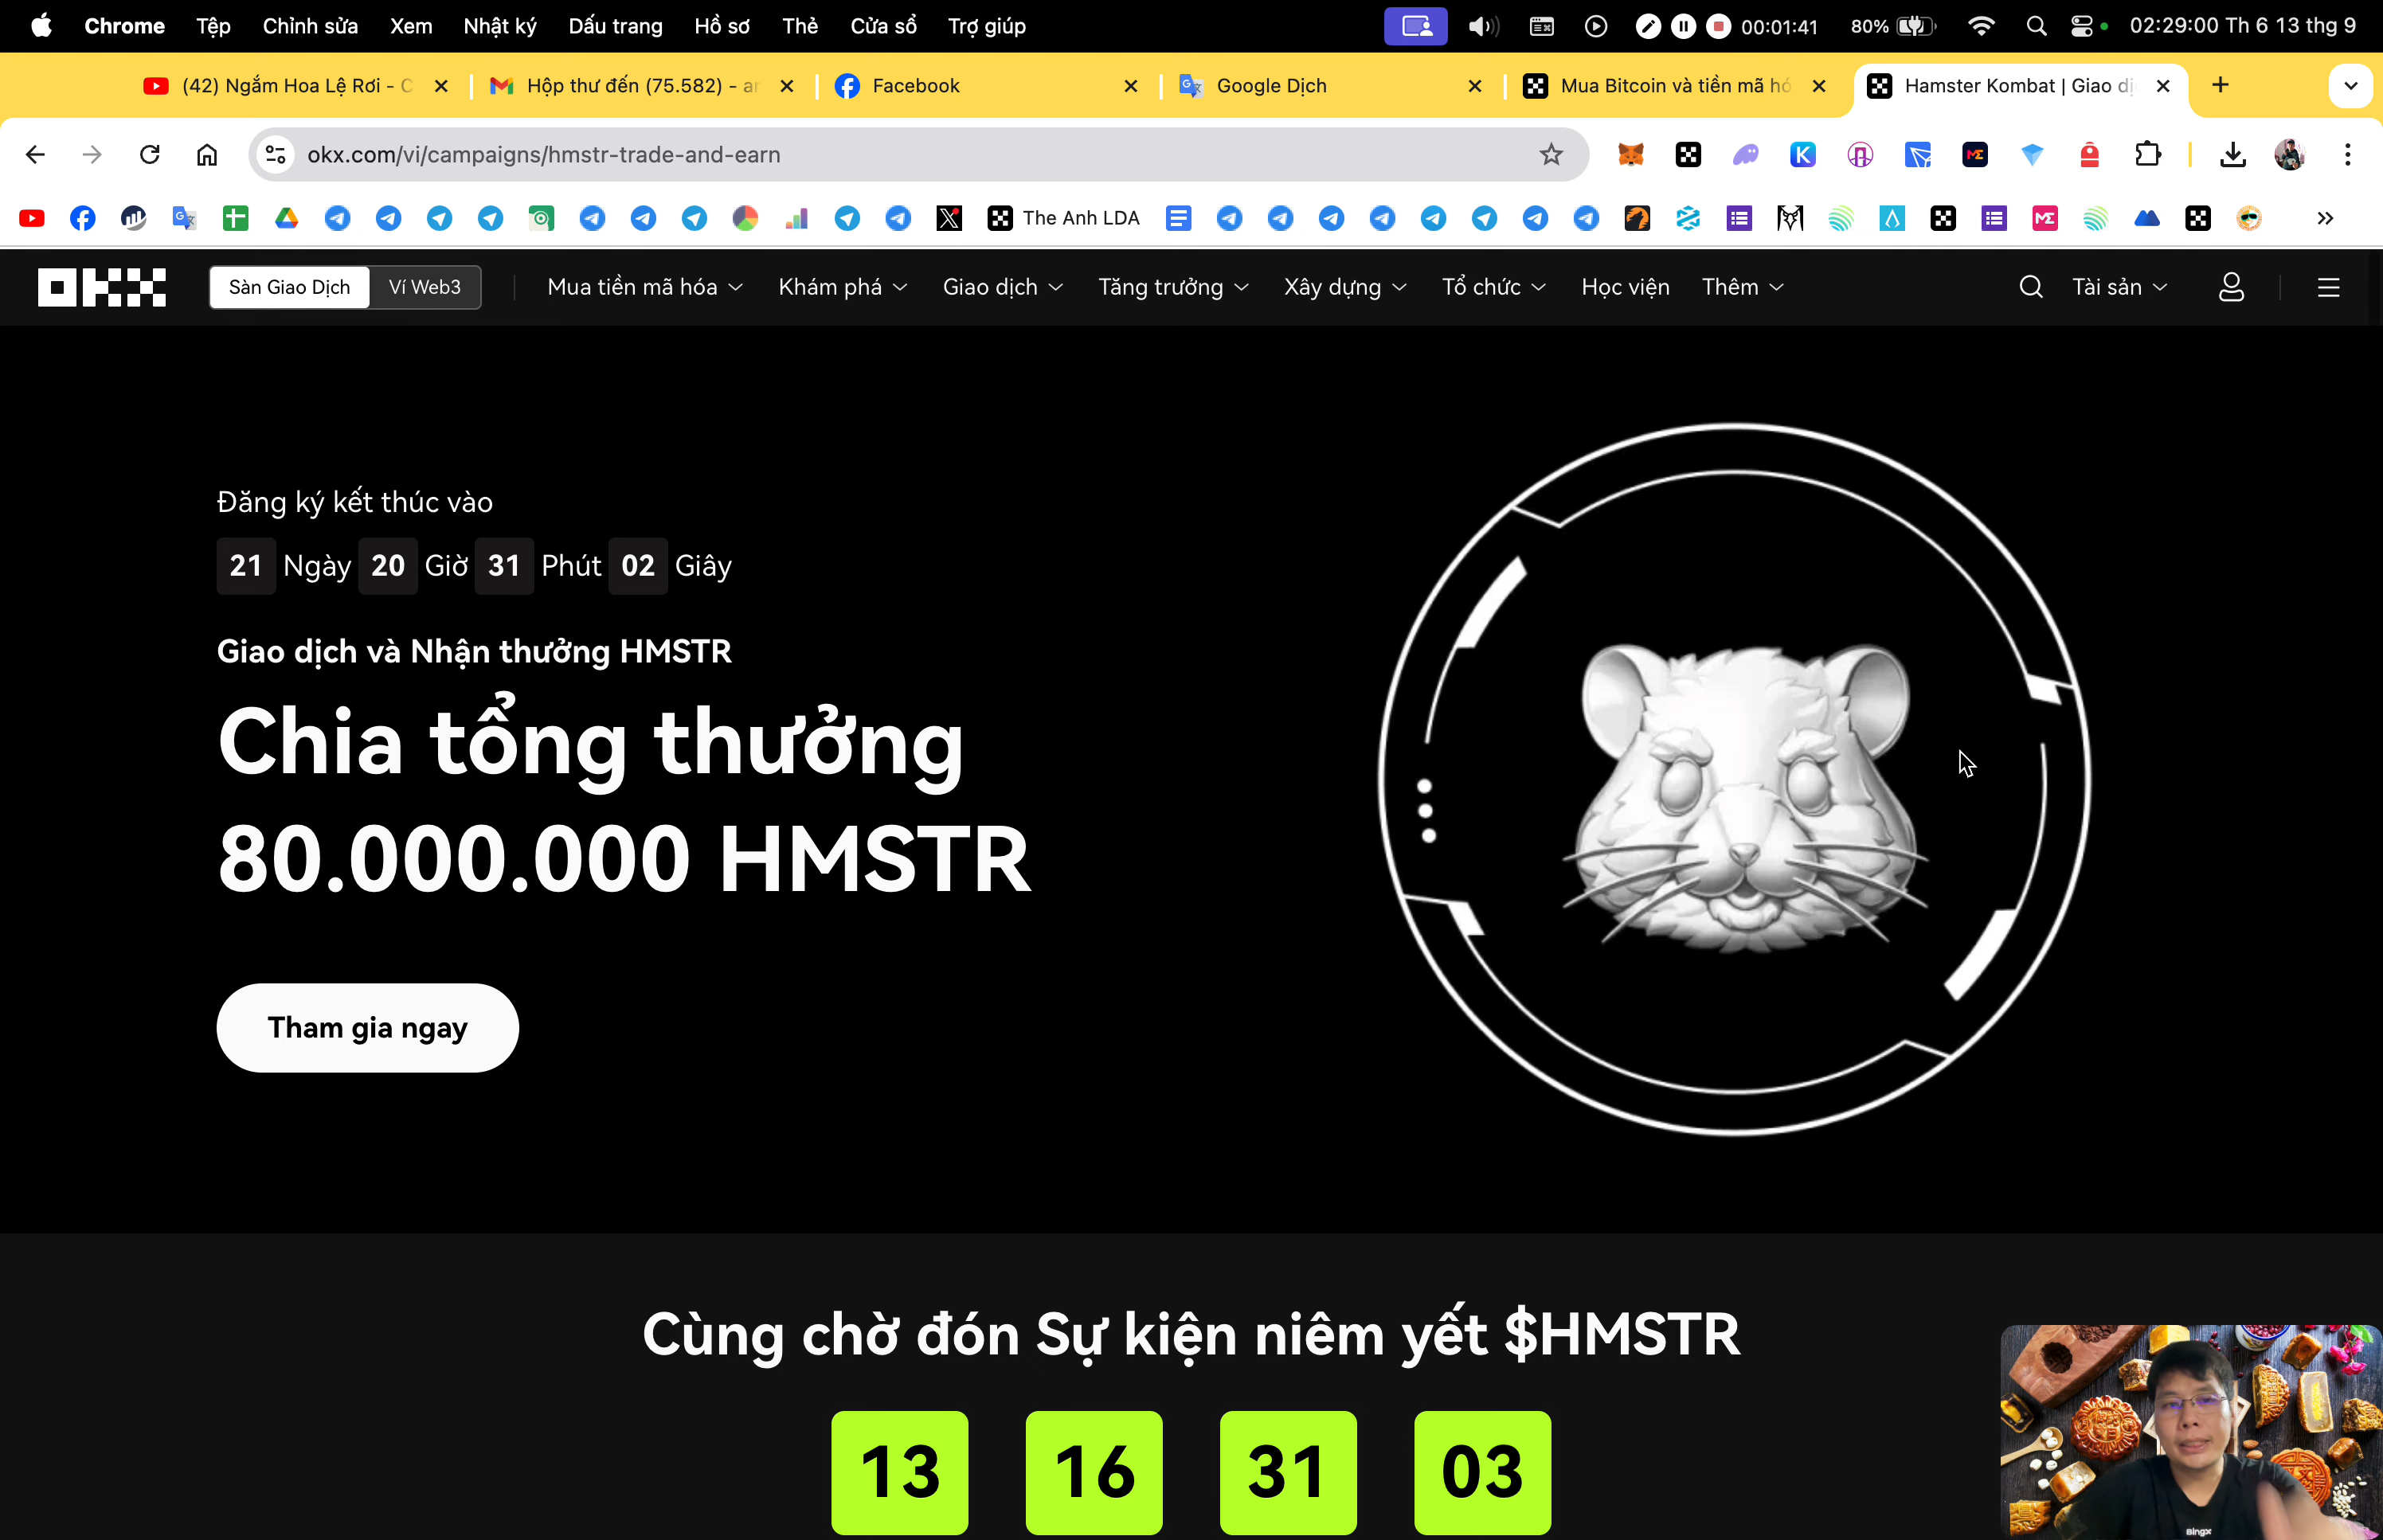 Chrome Tệp Chỉnh sửa Xem Nhật ký Dấu trang Hồ sơ Thẻ Cửa sổ Trợ giúp 00:01:41 80% 02:29:00 Th 6 13 thg 9
(42) Ngắm Hoa Lệ Rơi - C Hộp thư đến (75.582) - an Facebook Google Dịch Mua Bitcoin và tiền mã hó Hamster Kombat | Giao dị
okx.com/vi/campaigns/hmstr-trade-and-earn
The Anh LDA
OKX Sàn Giao Dịch Ví Web3 Mua tiền mã hóa Khám phá Giao dịch Tăng trưởng Xây dựng Tổ chức Học viện Thêm Tài sản
Đăng ký kết thúc vào
21 Ngày 20 Giờ 31 Phút 02 Giây
Giao dịch và Nhận thưởng HMSTR
Chia tổng thưởng
80.000.000 HMSTR
Tham gia ngay
Cùng chờ đón Sự kiện niêm yết $HMSTR
13 16 31 03
BingX